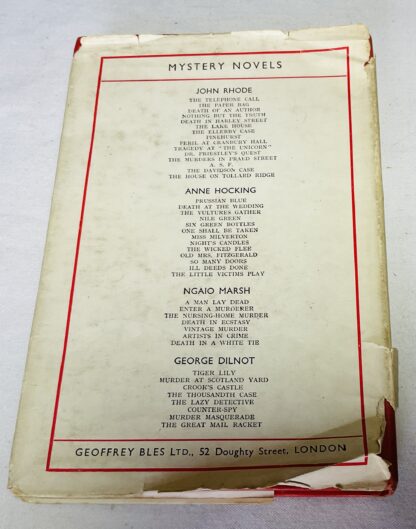 MYSTERY NOVELS
JOHN RHODE
THE TELEPHONE CALL
THE PAPER BAG
DEATH OF AN AUTHOR
NOTHING BUT THE TRUTH
DEATH IN HARLEY STREET
THE LAKE HOUSE
THE ELLERBY CASE
PINEHURST
PERIL AT CRANBURY HALL
TRAGEDY AT "THE UNICORN"
DR. PRIESTLEY'S QUEST
THE MURDERS IN PRAED STREET
A. S. F.
THE DAVIDSON CASE
THE HOUSE ON TOLLARD RIDGE
ANNE HOCKING
PRUSSIAN BLUE
DEATH AT THE WEDDING
THE VULTURES GATHER
NILE GREEN
SIX GREEN BOTTLES
ONE SHALL BE TAKEN
MISS MILVERTON
NIGHT'S CANDLES
THE WICKED FLEE
OLD MRS. FITZGERALD
SO MANY DOORS
ILL DEEDS DONE
THE LITTLE VICTIMS PLAY
NGAIO MARSH
A MAN LAY DEAD
ENTER A MURDERER
THE NURSING-HOME MURDER
DEATH IN ECSTASY
VINTAGE MURDER
ARTISTS IN CRIME
DEATH IN A WHITE TIE
GEORGE DILNOT
TIGER LILY
MURDER AT SCOTLAND YARD
CROOK'S CASTLE
THE THOUSANDTH CASE
THE LAZY DETECTIVE
COUNTER-SPY
MURDER MASQUERADE
THE GREAT MAIL RACKET
GEOFFREY BLES LTD., 52 Doughty Street, LONDON